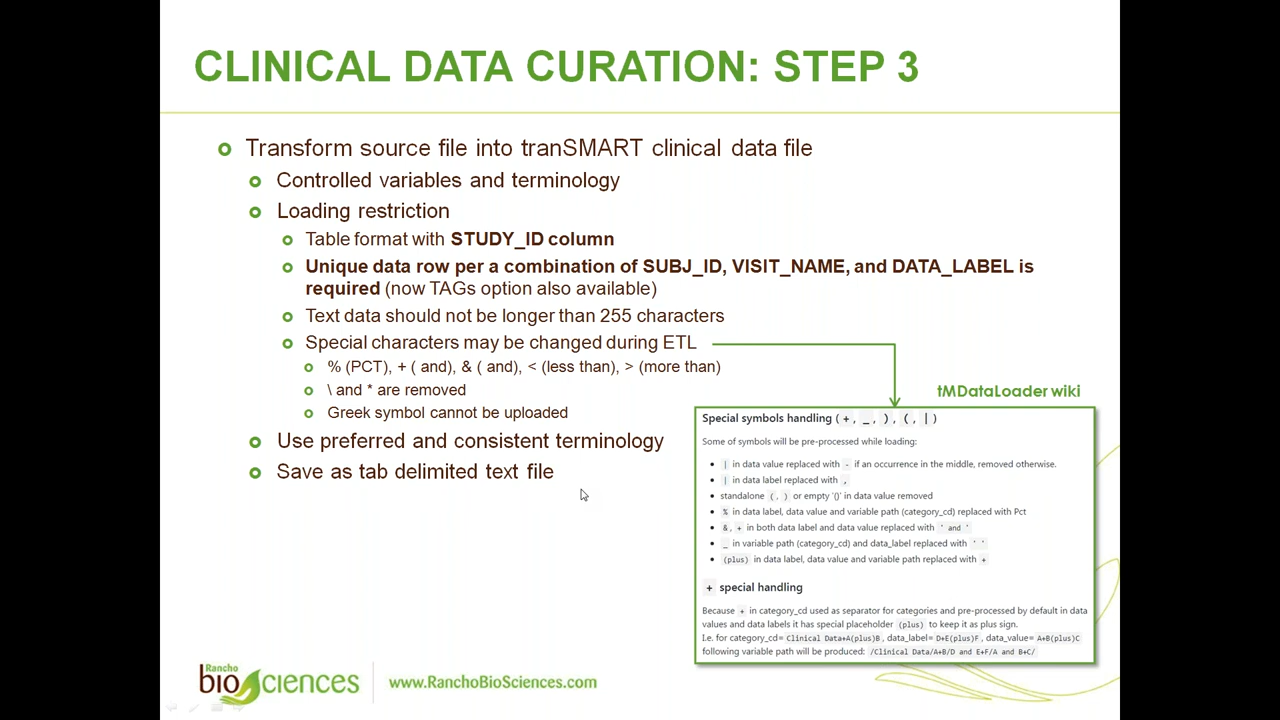 CLINICAL DATA CURATION: STEP 3
Transform source file into tranSMART clinical data file
Controlled variables and terminology
Loading restriction
Table format with STUDY_ID column
Unique data row per a combination of SUBJ_ID, VISIT_NAME, and DATA_LABEL is
required (now TAGs option also available)
Text data should not be longer than 255 characters
Special characters may be changed during ETL
% (PCT), + ( and), & ( and), < (less than), > (more than)
\ and * are removed
Greek symbol cannot be uploaded
Use preferred and consistent terminology
Save as tab delimited text file
tMDataLoader wiki
Special symbols handling ( + , _ , ) , ( , | )
Some of symbols will be pre-processed while loading:
| in data value replaced with - if an occurrence in the middle, removed otherwise.
| in data label replaced with ,
standalone (, ) or empty '()' in data value removed
% in data label, data value and variable path (category_cd) replaced with Pct
&, + in both data label and data value replaced with ' and '
_ in variable path (category_cd) and data_label replaced with ' '
(plus) in data label, data value and variable path replaced with +
+ special handling
Because + in category_cd used as separator for categories and pre-processed by default in data
values and data labels it has special placeholder (plus) to keep it as plus sign.
I.e. for category_cd= Clinical Data+A(plus)B , data_label= D+E(plus)F , data_value= A+B(plus)C
following variable path will be produced: /Clinical Data/A+B/D and E+F/A and B+C/
Rancho
bioSciences
www.RanchoBioSciences.com